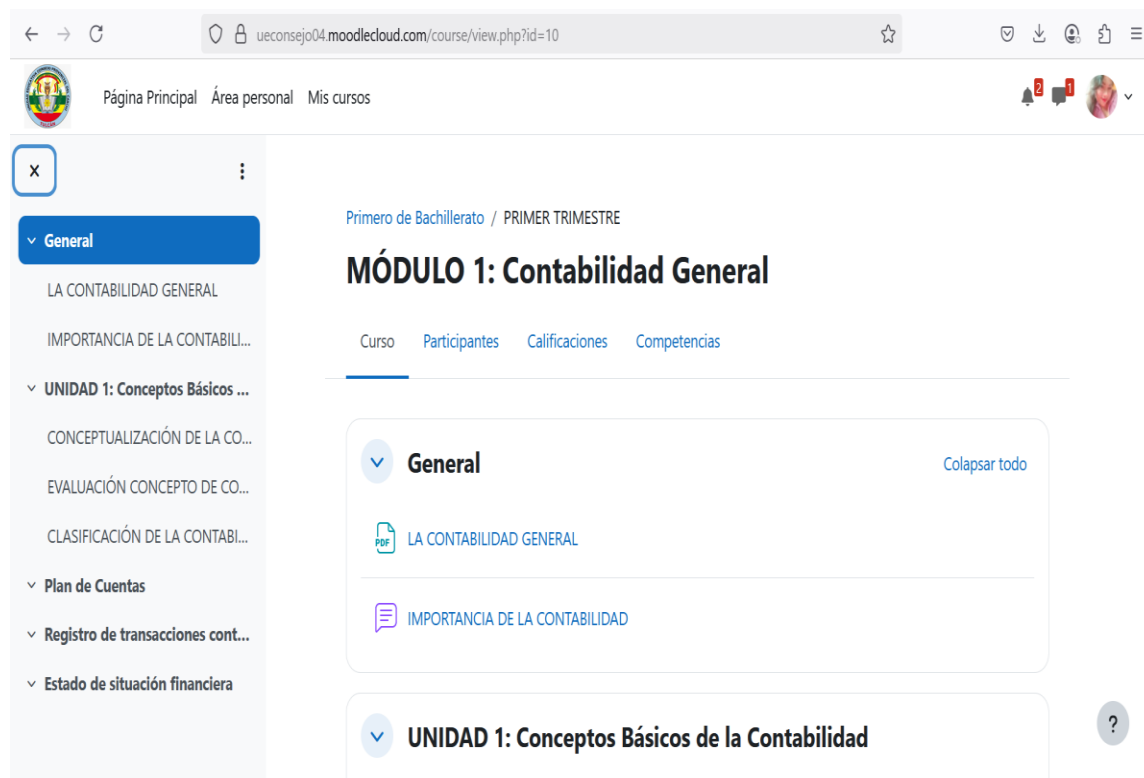 ueconsejo04.moodlecloud.com/course/view.php?id=10
Página Principal Área personal Mis cursos
2 1
General
LA CONTABILIDAD GENERAL
IMPORTANCIA DE LA CONTABILI...
UNIDAD 1: Conceptos Básicos ...
CONCEPTUALIZACIÓN DE LA CO...
EVALUACIÓN CONCEPTO DE CO...
CLASIFICACIÓN DE LA CONTABI...
Plan de Cuentas
Registro de transacciones cont...
Estado de situación financiera
Primero de Bachillerato / PRIMER TRIMESTRE
MÓDULO 1: Contabilidad General
Curso Participantes Calificaciones Competencias
General Colapsar todo
PDF LA CONTABILIDAD GENERAL
IMPORTANCIA DE LA CONTABILIDAD
UNIDAD 1: Conceptos Básicos de la Contabilidad
?